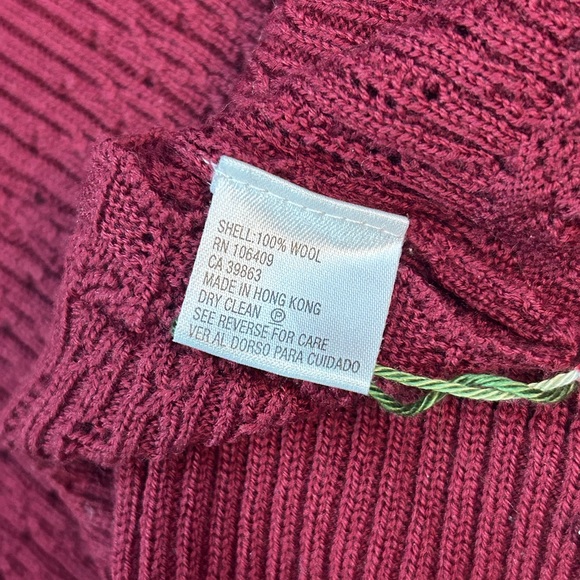 SHELL:100% WOOL
RN 106409
CA 39863
MADE IN HONG KONG
DRY CLEAN Ⓟ
SEE REVERSE FOR CARE
VER AL DORSO PARA CUIDADO